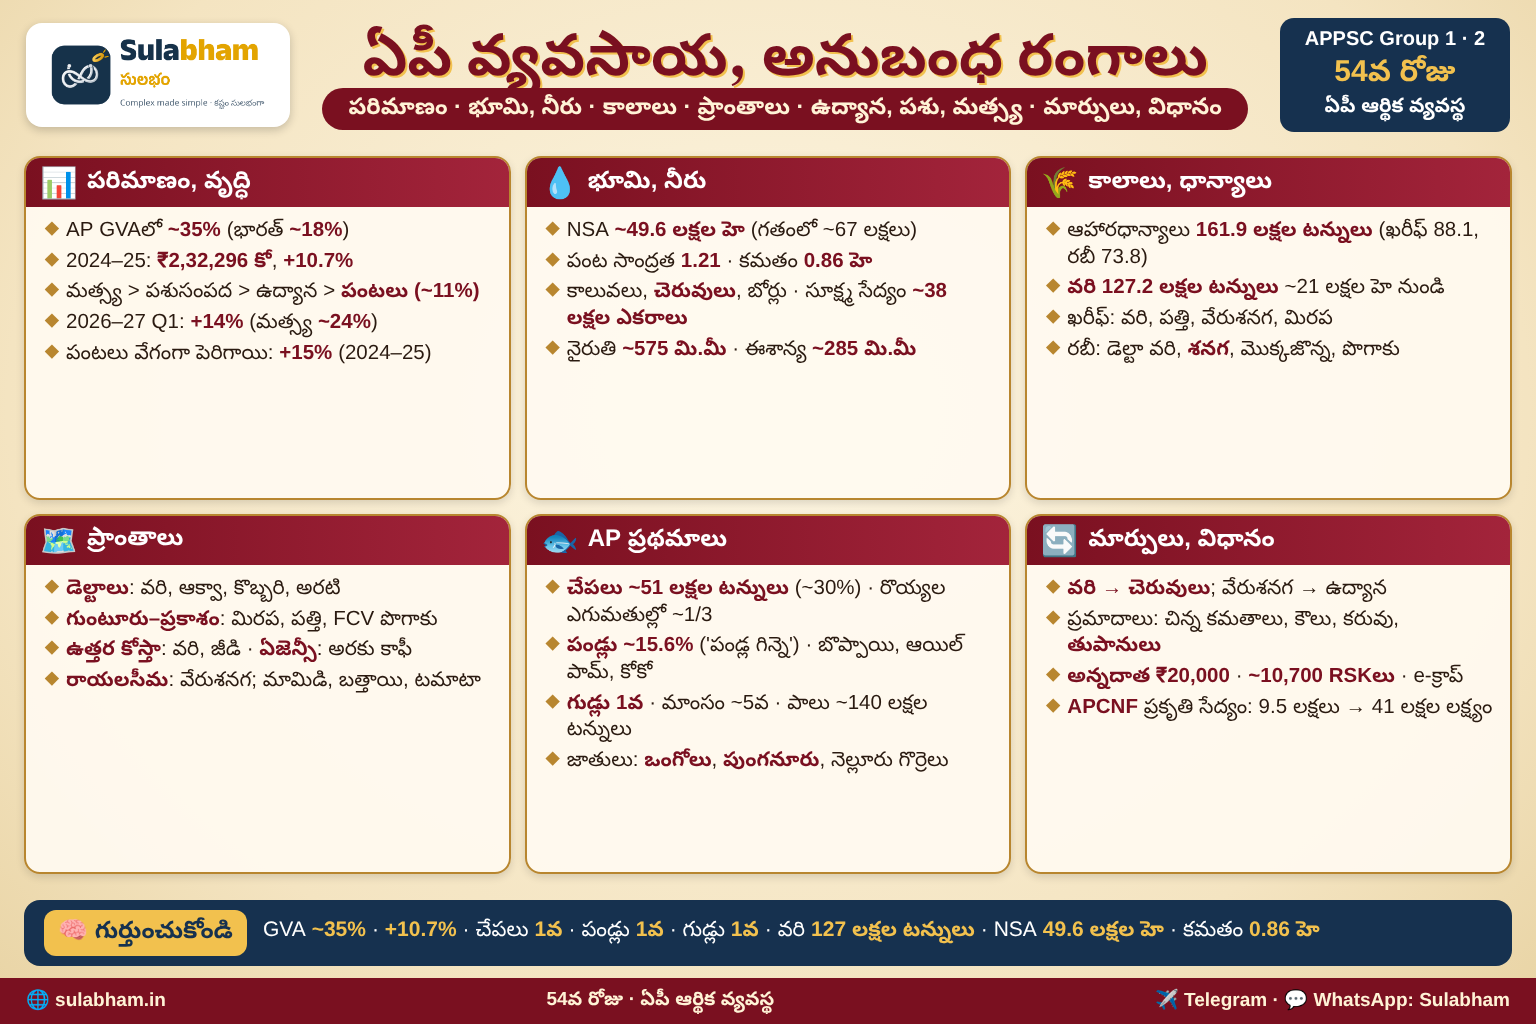 Sulabham
సులభం
Complex made simple · కష్టం సులభంగా
ఏపీ వ్యవసాయ, అనుబంధ రంగాలు
పరిమాణం · భూమి, నీరు · కాలాలు · ప్రాంతాలు · ఉద్యాన, పశు, మత్స్య · మార్పులు, విధానం
APPSC Group 1 · 2
54వ రోజు
ఏపీ ఆర్థిక వ్యవస్థ
📊 పరిమాణం, వృద్ధి
◆ AP GVAలో ~35% (భారత్ ~18%)
◆ 2024–25: ₹2,32,296 కో, +10.7%
◆ మత్స్య > పశుసంపద > ఉద్యాన > పంటలు (~11%)
◆ 2026–27 Q1: +14% (మత్స్య ~24%)
◆ పంటలు వేగంగా పెరిగాయి: +15% (2024–25)
💧 భూమి, నీరు
◆ NSA ~49.6 లక్షల హె (గతంలో ~67 లక్షలు)
◆ పంట సాంద్రత 1.21 · కమతం 0.86 హె
◆ కాలువలు, చెరువులు, బోర్లు · సూక్ష్మ సేద్యం ~38
లక్షల ఎకరాలు
◆ నైరుతి ~575 మి.మీ · ఈశాన్య ~285 మి.మీ
🌾 కాలాలు, ధాన్యాలు
◆ ఆహారధాన్యాలు 161.9 లక్షల టన్నులు (ఖరీఫ్ 88.1,
రబీ 73.8)
◆ వరి 127.2 లక్షల టన్నులు ~21 లక్షల హె నుండి
◆ ఖరీఫ్: వరి, పత్తి, వేరుశనగ, మిరప
◆ రబీ: డెల్టా వరి, శనగ, మొక్కజొన్న, పొగాకు
🗺️ ప్రాంతాలు
◆ డెల్టాలు: వరి, ఆక్వా, కొబ్బరి, అరటి
◆ గుంటూరు–ప్రకాశం: మిరప, పత్తి, FCV పొగాకు
◆ ఉత్తర కోస్తా: వరి, జీడి · ఏజెన్సీ: అరకు కాఫీ
◆ రాయలసీమ: వేరుశనగ; మామిడి, బత్తాయి, టమాటా
🐟 AP ప్రథమాలు
◆ చేపలు ~51 లక్షల టన్నులు (~30%) · రొయ్యల
ఎగుమతుల్లో ~1/3
◆ పండ్లు ~15.6% ('పండ్ల గిన్నె') · బొప్పాయి, ఆయిల్
పామ్, కోకో
◆ గుడ్లు 1వ · మాంసం ~5వ · పాలు ~140 లక్షల
టన్నులు
◆ జాతులు: ఒంగోలు, పుంగనూరు, నెల్లూరు గొర్రెలు
🔄 మార్పులు, విధానం
◆ వరి → చెరువులు; వేరుశనగ → ఉద్యాన
◆ ప్రమాదాలు: చిన్న కమతాలు, కౌలు, కరువు,
తుపానులు
◆ అన్నదాత ₹20,000 · ~10,700 RSKలు · e-క్రాప్
◆ APCNF ప్రకృతి సేద్యం: 9.5 లక్షలు → 41 లక్షల లక్ష్యం
🧠 గుర్తుంచుకోండి
GVA ~35% · +10.7% · చేపలు 1వ · పండ్లు 1వ · గుడ్లు 1వ · వరి 127 లక్షల టన్నులు · NSA 49.6 లక్షల హె · కమతం 0.86 హె
🌐 sulabham.in
54వ రోజు · ఏపీ ఆర్థిక వ్యవస్థ
✈️ Telegram · 💬 WhatsApp: Sulabham